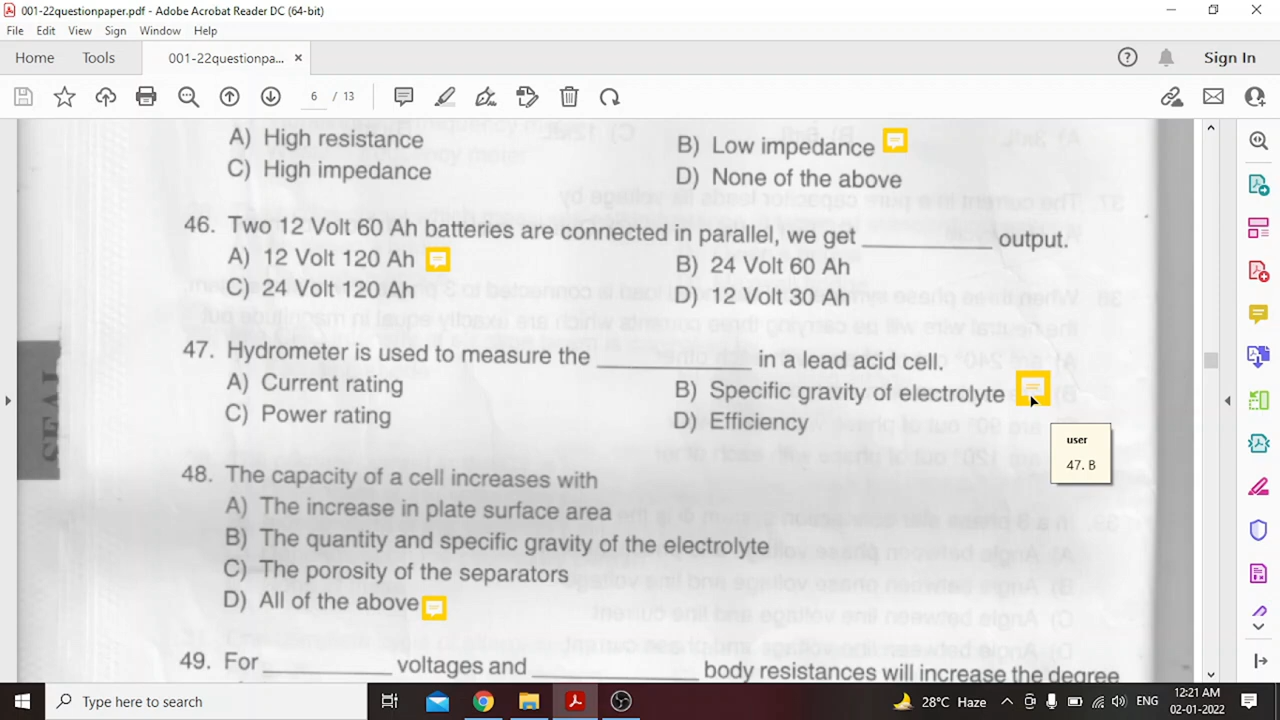 001-22questionpaper.pdf - Adobe Acrobat Reader DC (64-bit)
File Edit View Sign Window Help
Home Tools 001-22questionpa... × Sign In
6 / 13
A) High resistance B) Low impedance
C) High impedance D) None of the above
46. Two 12 Volt 60 Ah batteries are connected in parallel, we get ____________ output.
A) 12 Volt 120 Ah B) 24 Volt 60 Ah
C) 24 Volt 120 Ah D) 12 Volt 30 Ah
47. Hydrometer is used to measure the ______________ in a lead acid cell.
A) Current rating B) Specific gravity of electrolyte
C) Power rating D) Efficiency
user
47. B
48. The capacity of a cell increases with
A) The increase in plate surface area
B) The quantity and specific gravity of the electrolyte
C) The porosity of the separators
D) All of the above
49. For ____________ voltages and ________________ body resistances will increase the degree
SEAL
Type here to search
28°C Haze ENG 12:21 AM
02-01-2022